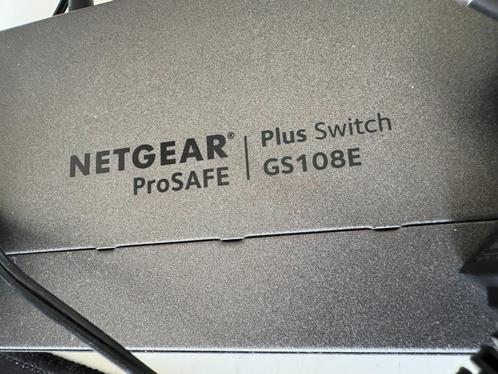 NETGEAR®
ProSAFE
Plus Switch
GS108E